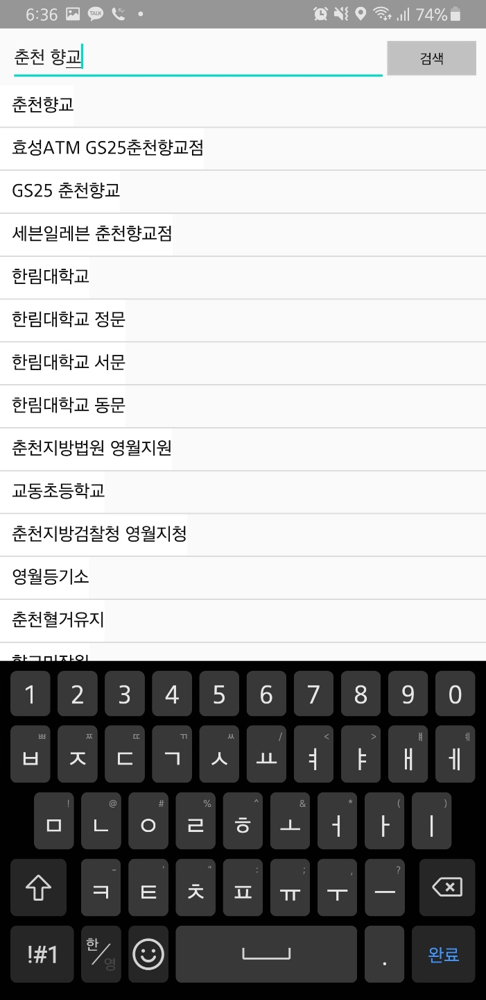 6:36 TALK 74%
춘천 향교 검색
춘천향교
효성ATM GS25춘천향교점
GS25 춘천향교
세븐일레븐 춘천향교점
한림대학교
한림대학교 정문
한림대학교 서문
한림대학교 동문
춘천지방법원 영월지원
교동초등학교
춘천지방검찰청 영월지청
영월등기소
춘천혈거유지
1 2 3 4 5 6 7 8 9 0
ㅃ ㅉ ㄸ ㄲ ㅆ / < > ㅒ ㅖ
ㅂ ㅈ ㄷ ㄱ ㅅ ㅛ ㅕ ㅑ ㅐ ㅔ
! @ # % ^ & * ( )
ㅁ ㄴ ㅇ ㄹ ㅎ ㅗ ㅓ ㅏ ㅣ
- ' " : ; , ?
ㅋ ㅌ ㅊ ㅍ ㅠ ㅜ ㅡ
!#1 한/영 . 완료